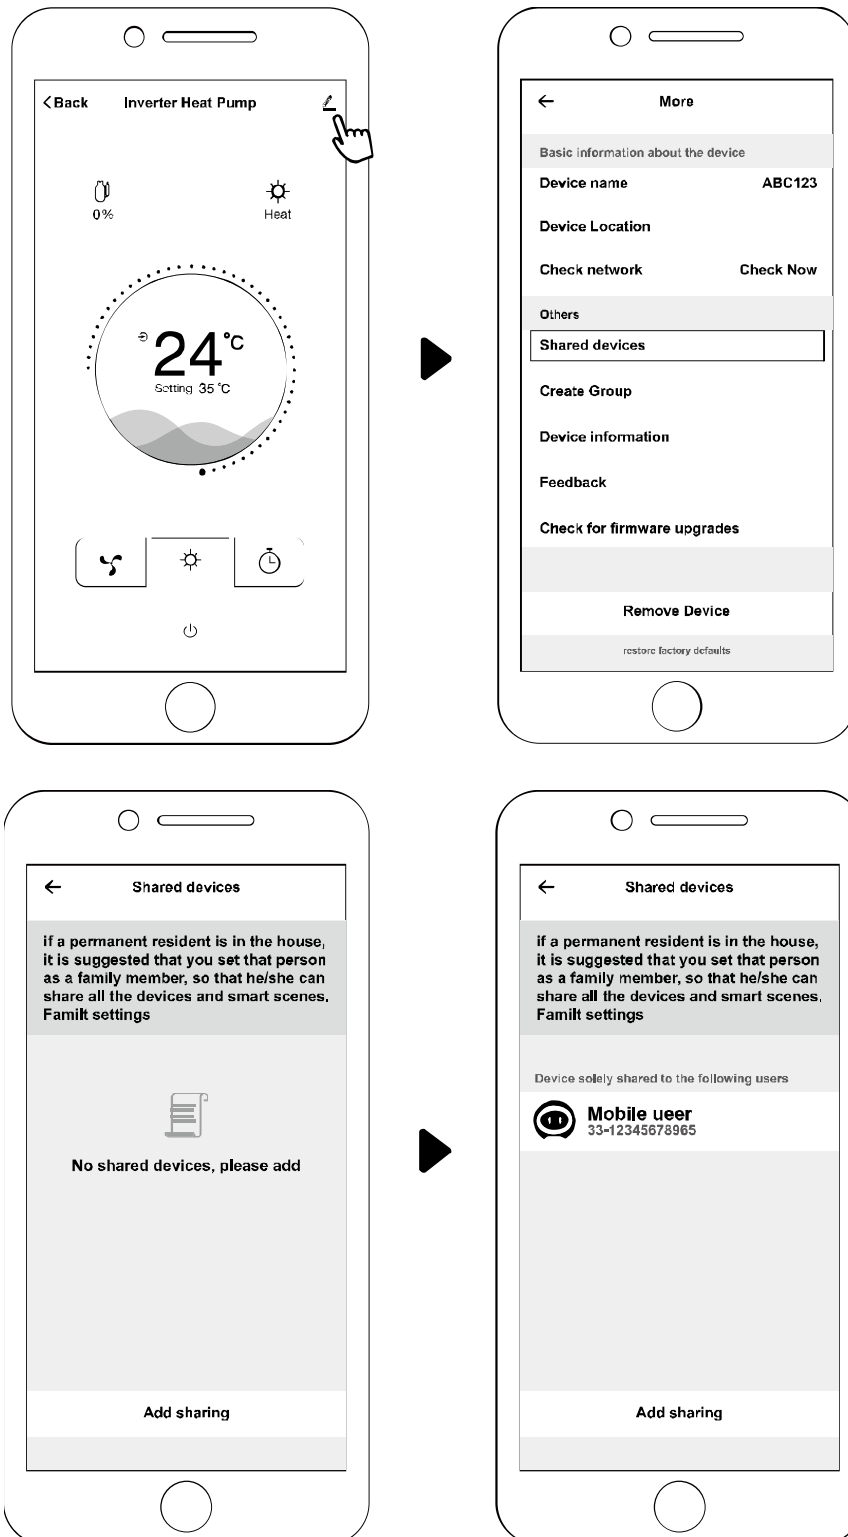 <Back Inverter Heat Pump
0%
Heat
24°C
Setting 35 °C
More
Basic information about the device
Device name ABC123
Device Location
Check network Check Now
Others
Shared devices
Create Group
Device information
Feedback
Check for firmware upgrades
Remove Device
restore factory defaults
Shared devices
if a permanent resident is in the house,
it is suggested that you set that person
as a family member, so that he/she can
share all the devices and smart scenes.
Familt settings
No shared devices, please add
Add sharing
Shared devices
if a permanent resident is in the house,
it is suggested that you set that person
as a family member, so that he/she can
share all the devices and smart scenes.
Familt settings
Device solely shared to the following users
Mobile ueer
33-12345678965
Add sharing